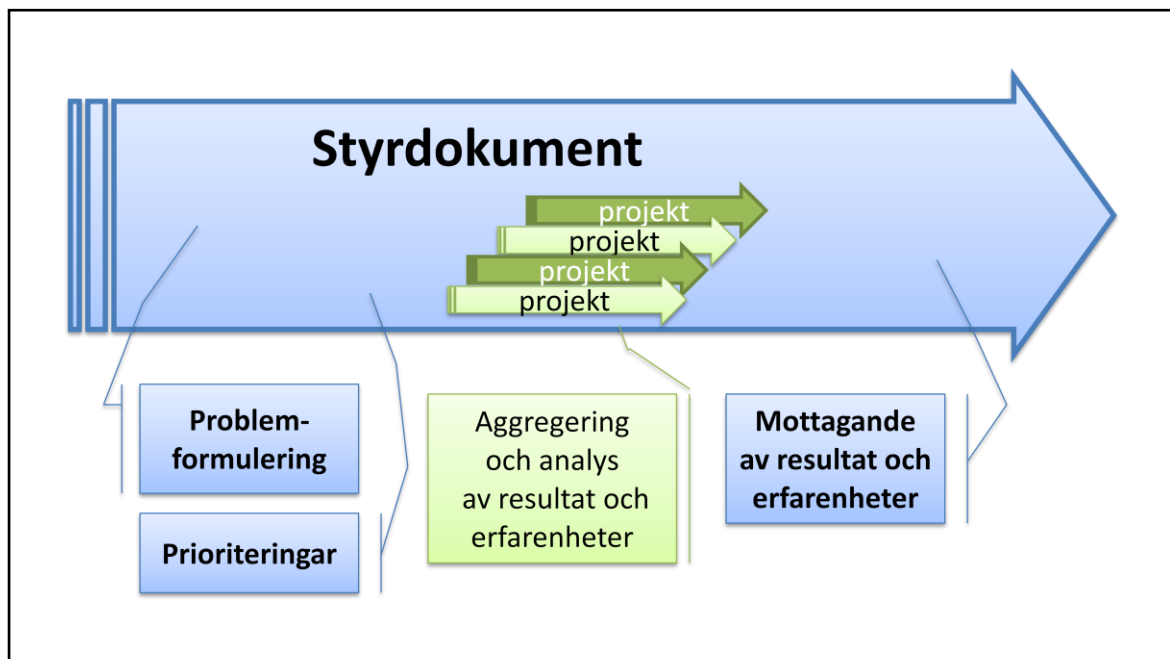 Styrdokument
projekt
projekt
projekt
projekt
Problem-
formulering
Prioriteringar
Aggregering
och analys
av resultat och
erfarenheter
Mottagande
av resultat och
erfarenheter